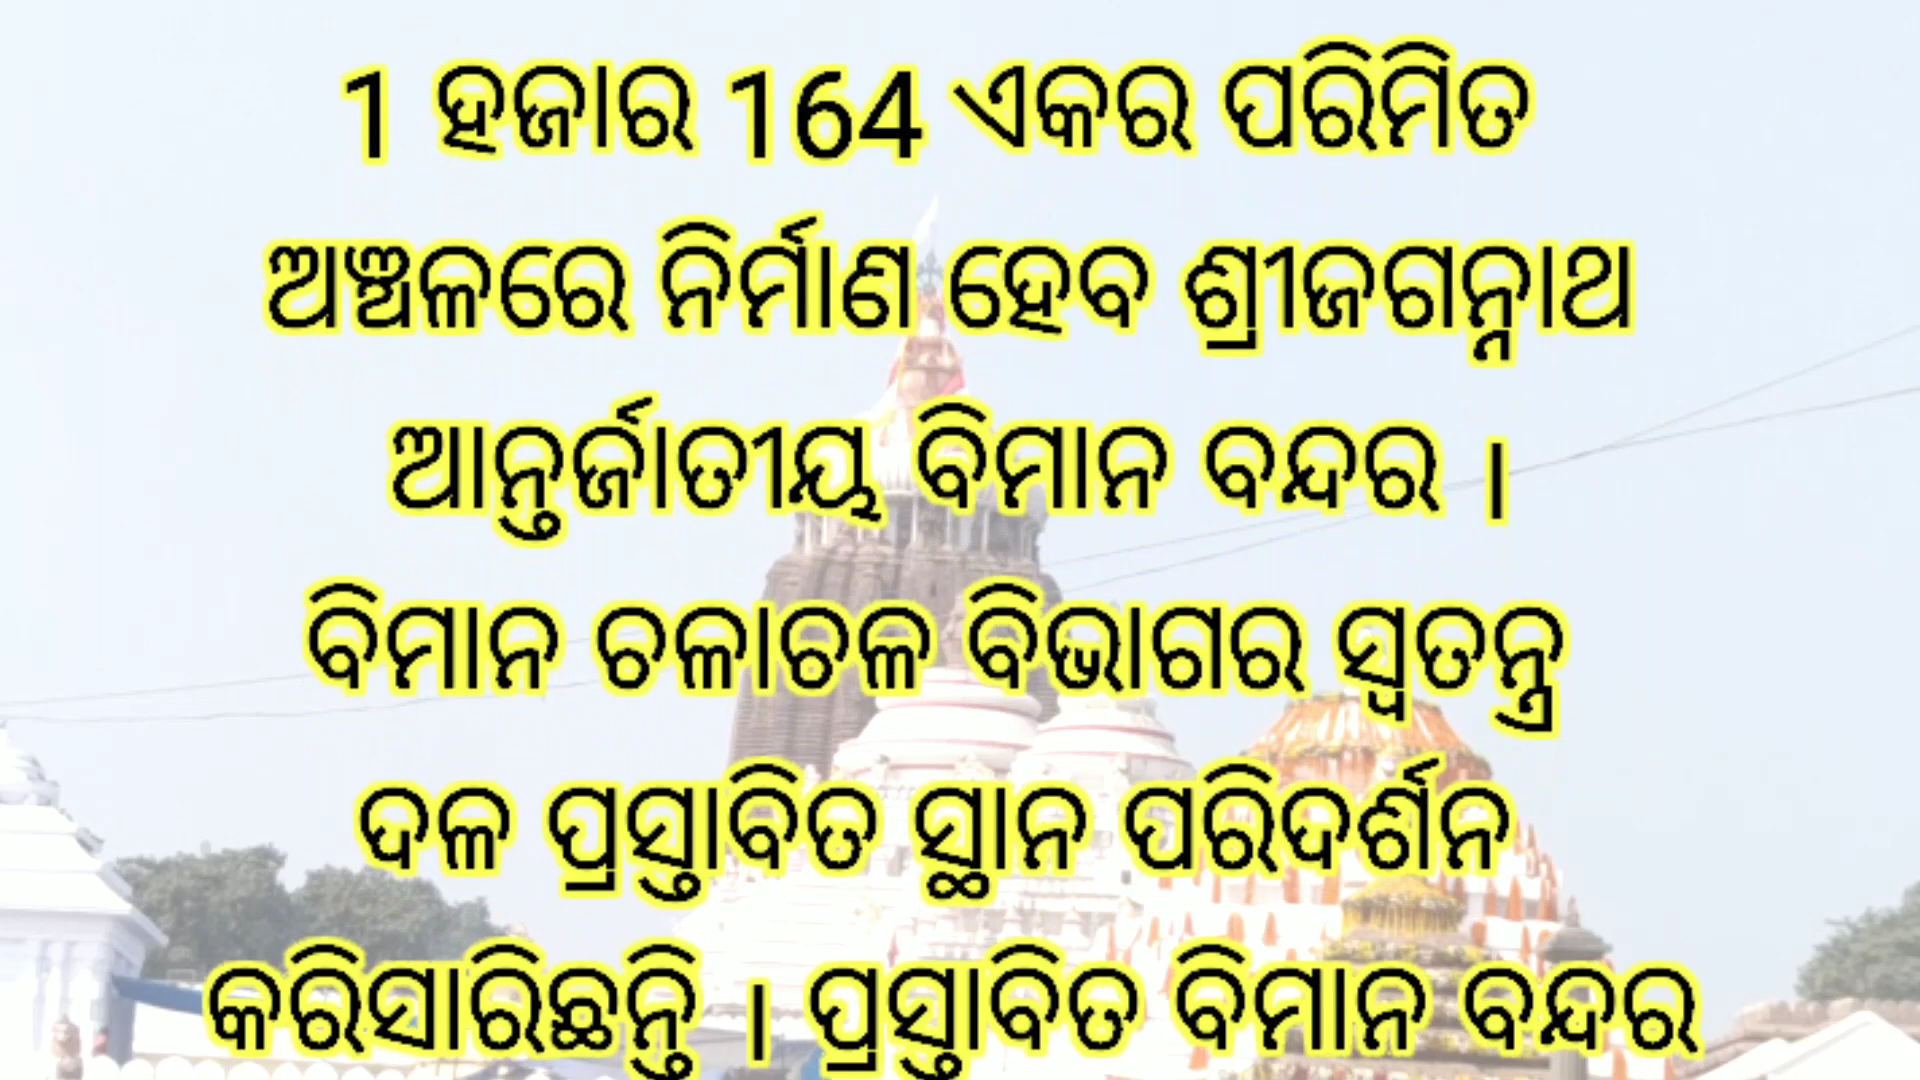 1 ହଜାର 164 ଏକର ପରିମିତ
ଅଞ୍ଚଳରେ ନିର୍ମାଣ ହେବ ଶ୍ରୀଜଗନ୍ନାଥ
ଆନ୍ତର୍ଜାତୀୟ ବିମାନ ବନ୍ଦର ।
ବିମାନ ଚଳାଚଳ ବିଭାଗର ସ୍ୱତନ୍ତ୍ର
ଦଳ ପ୍ରସ୍ତାବିତ ସ୍ଥାନ ପରିଦର୍ଶନ
କରିସାରିଛନ୍ତି । ପ୍ରସ୍ତାବିତ ବିମାନ ବନ୍ଦର